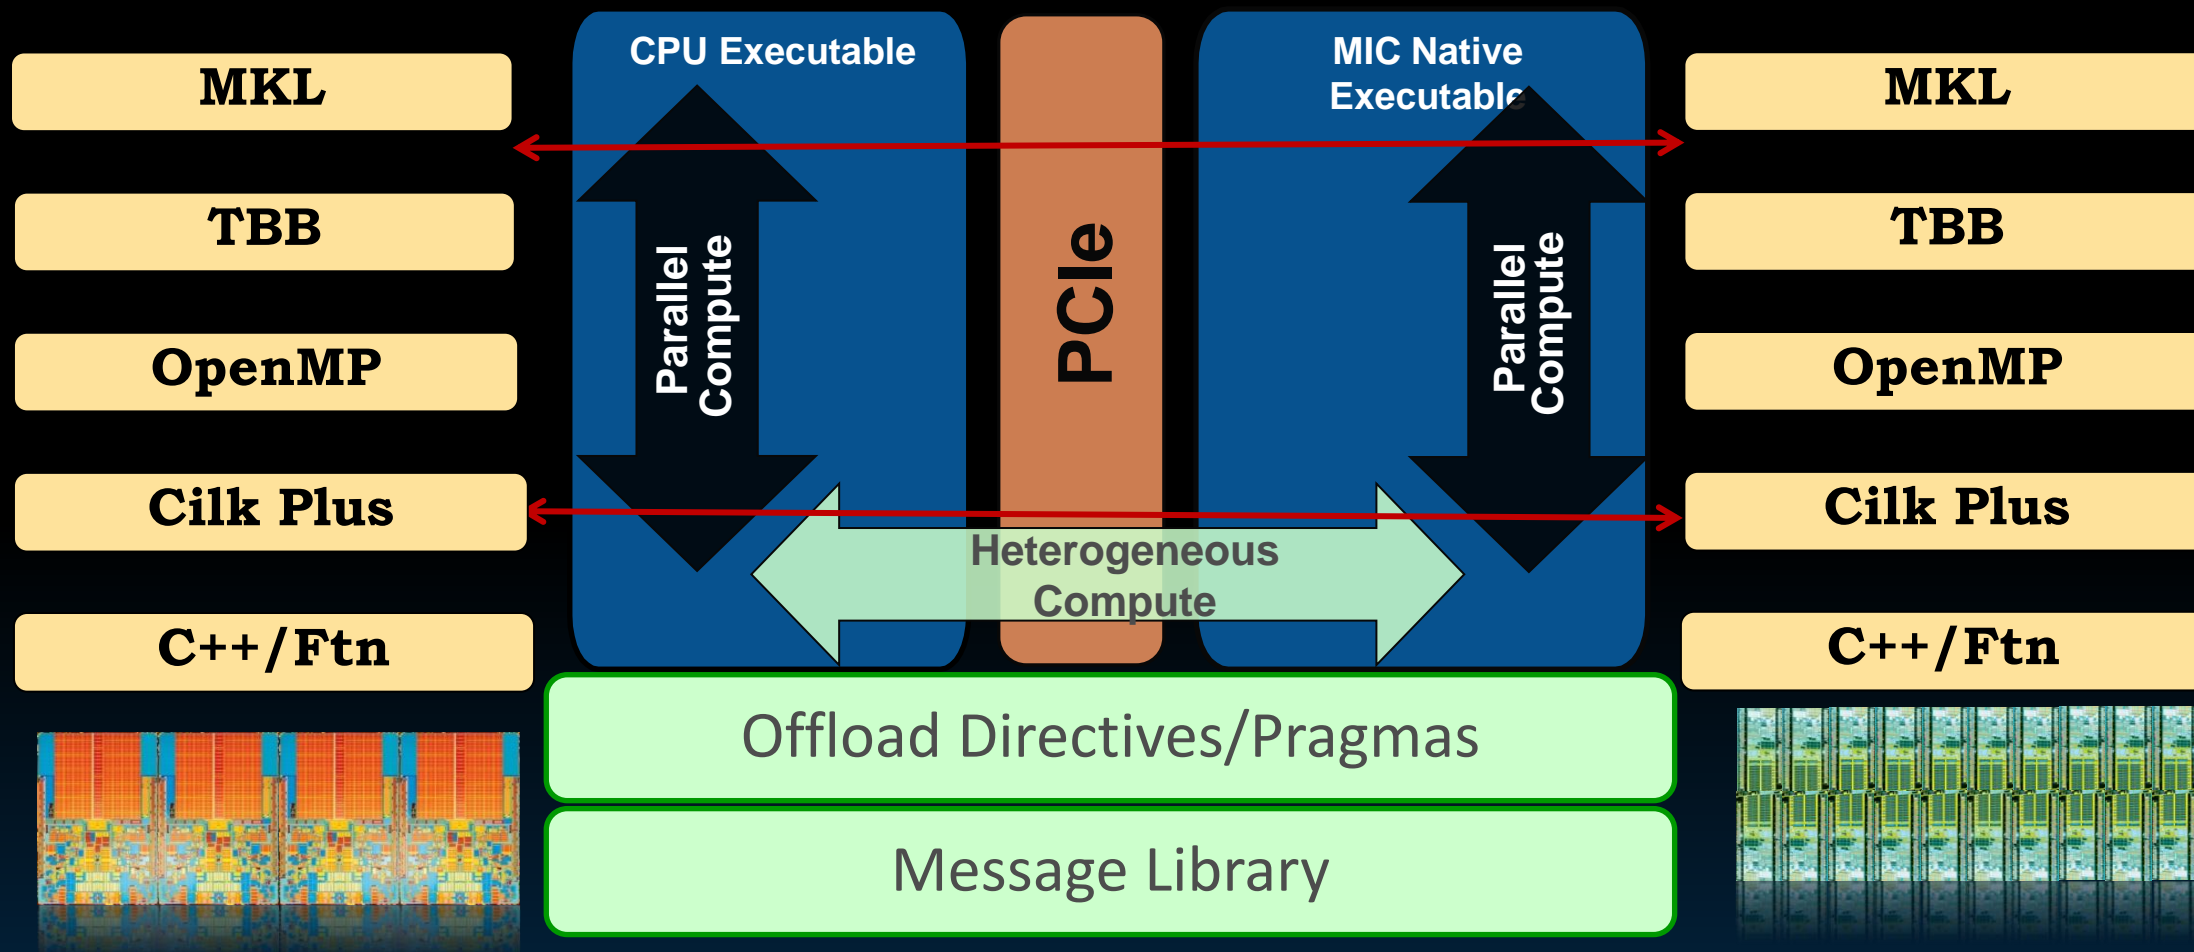 MKL
TBB
OpenMP
Cilk Plus
C++/Ftn
CPU Executable
Parallel
Compute
PCIe
MIC Native
Executable
Parallel
Compute
Heterogeneous
Compute
Offload Directives/Pragmas
Message Library
MKL
TBB
OpenMP
Cilk Plus
C++/Ftn